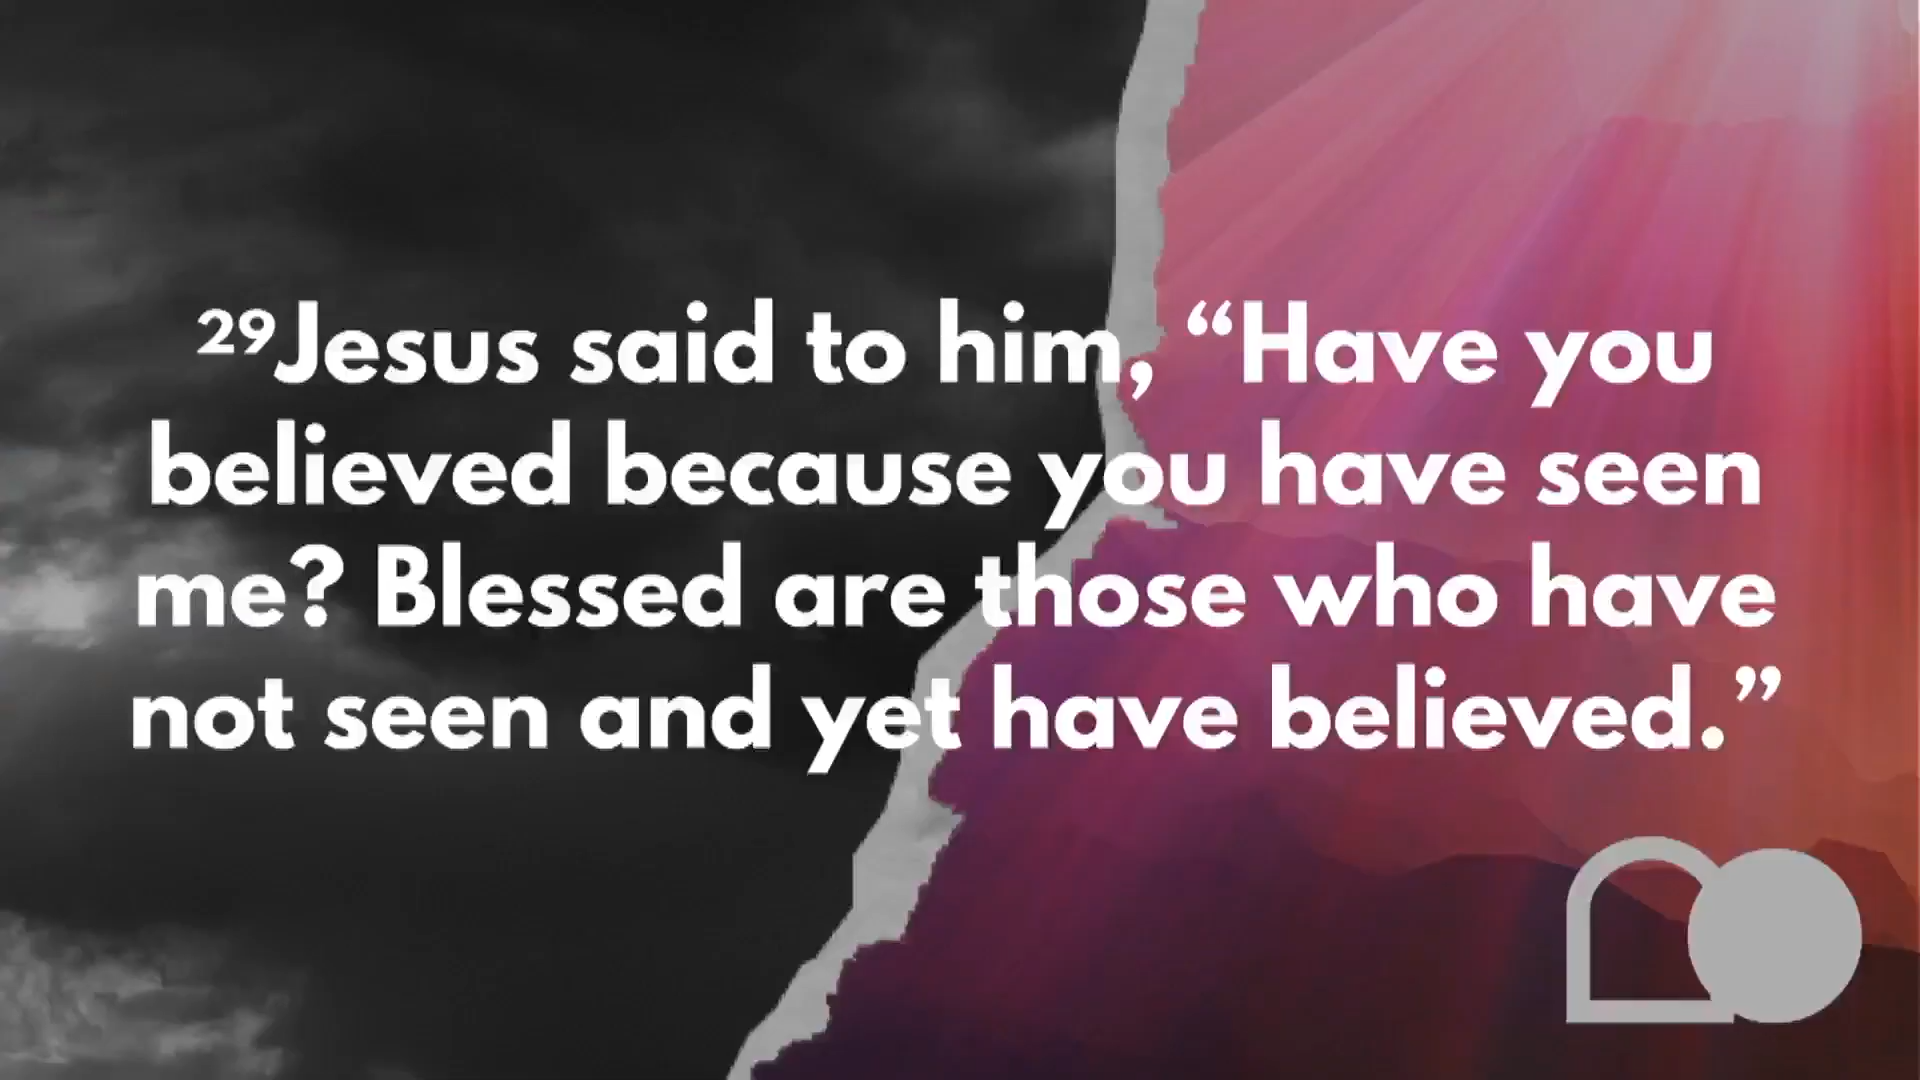 ²⁹Jesus said to him, “Have you
believed because you have seen
me? Blessed are those who have
not seen and yet have believed.”